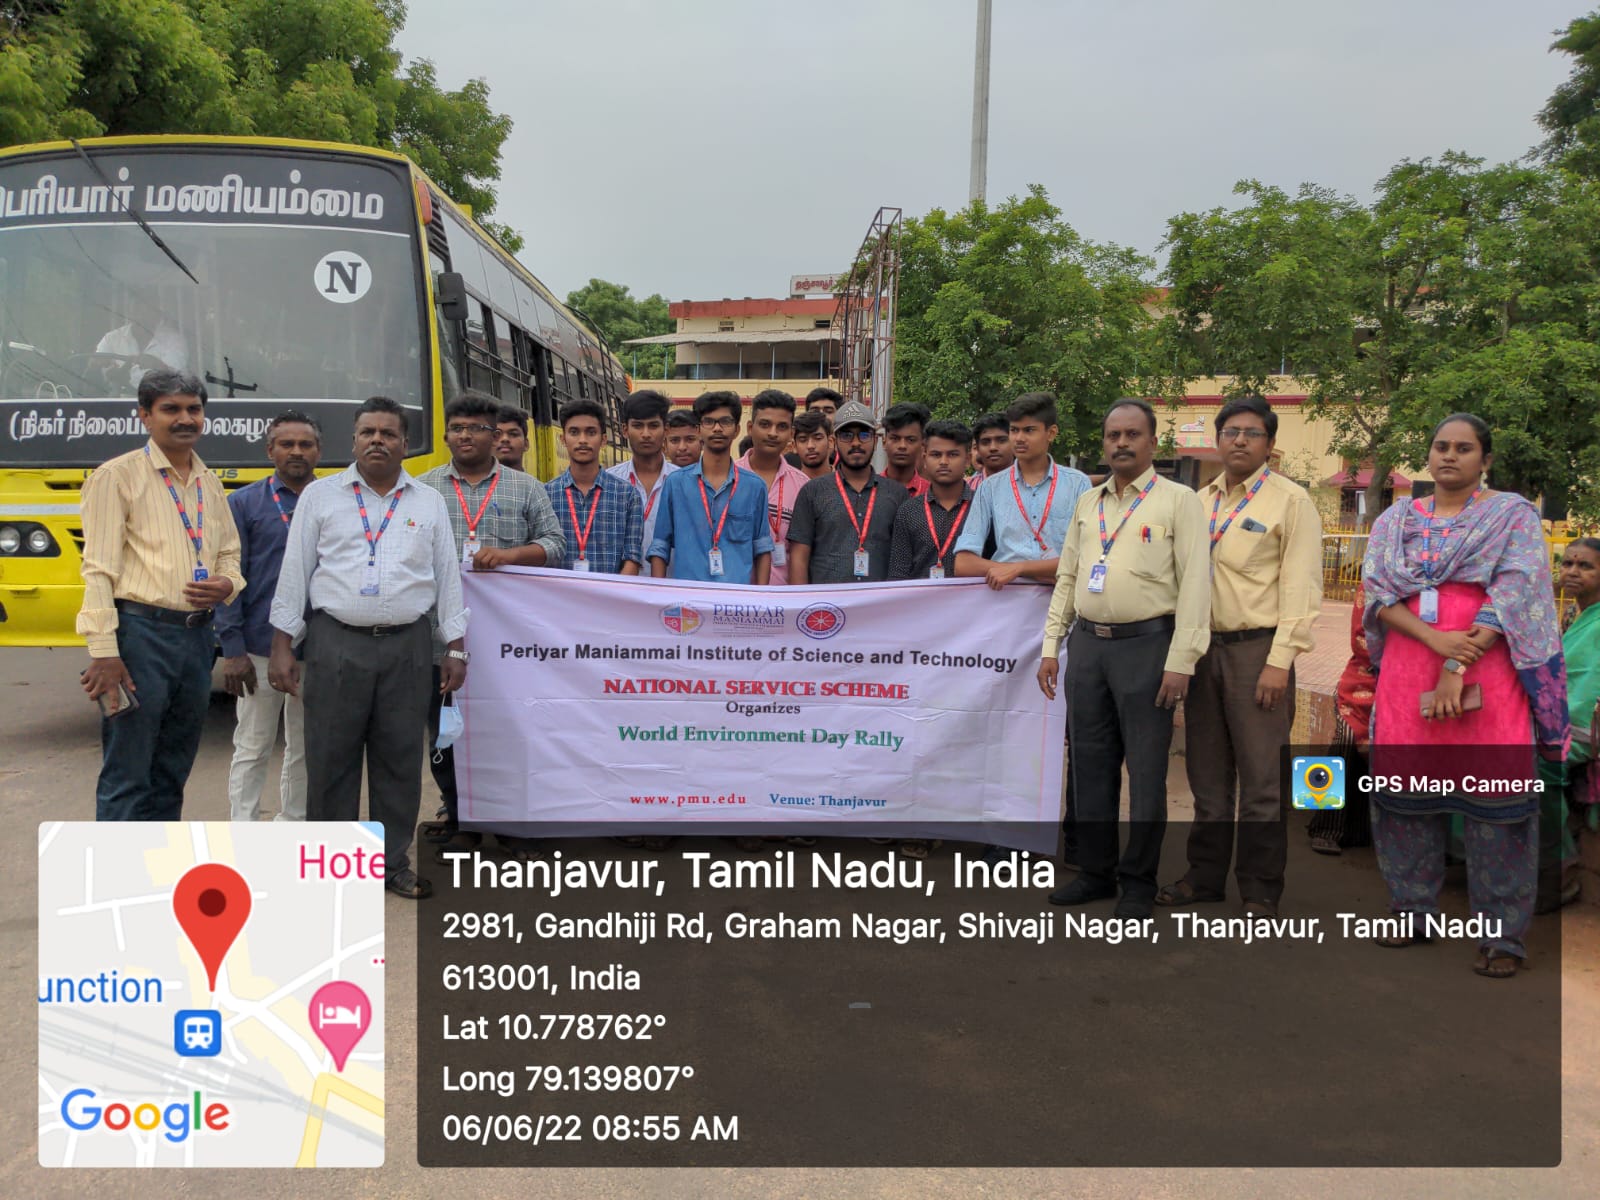 பெரியார் மணியம்மை
N
(நிகர் நிலைப்
தஞ்சாவூர்
PERIYAR
MANIAMMAI
Periyar Maniammai Institute of Science and Technology
NATIONAL SERVICE SCHEME
Organizes
World Environment Day Rally
www.pmu.edu Venue: Thanjavur
GPS Map Camera
Hote
unction
Google
Thanjavur, Tamil Nadu, India
2981, Gandhiji Rd, Graham Nagar, Shivaji Nagar, Thanjavur, Tamil Nadu
613001, India
Lat 10.778762°
Long 79.139807°
06/06/22 08:55 AM